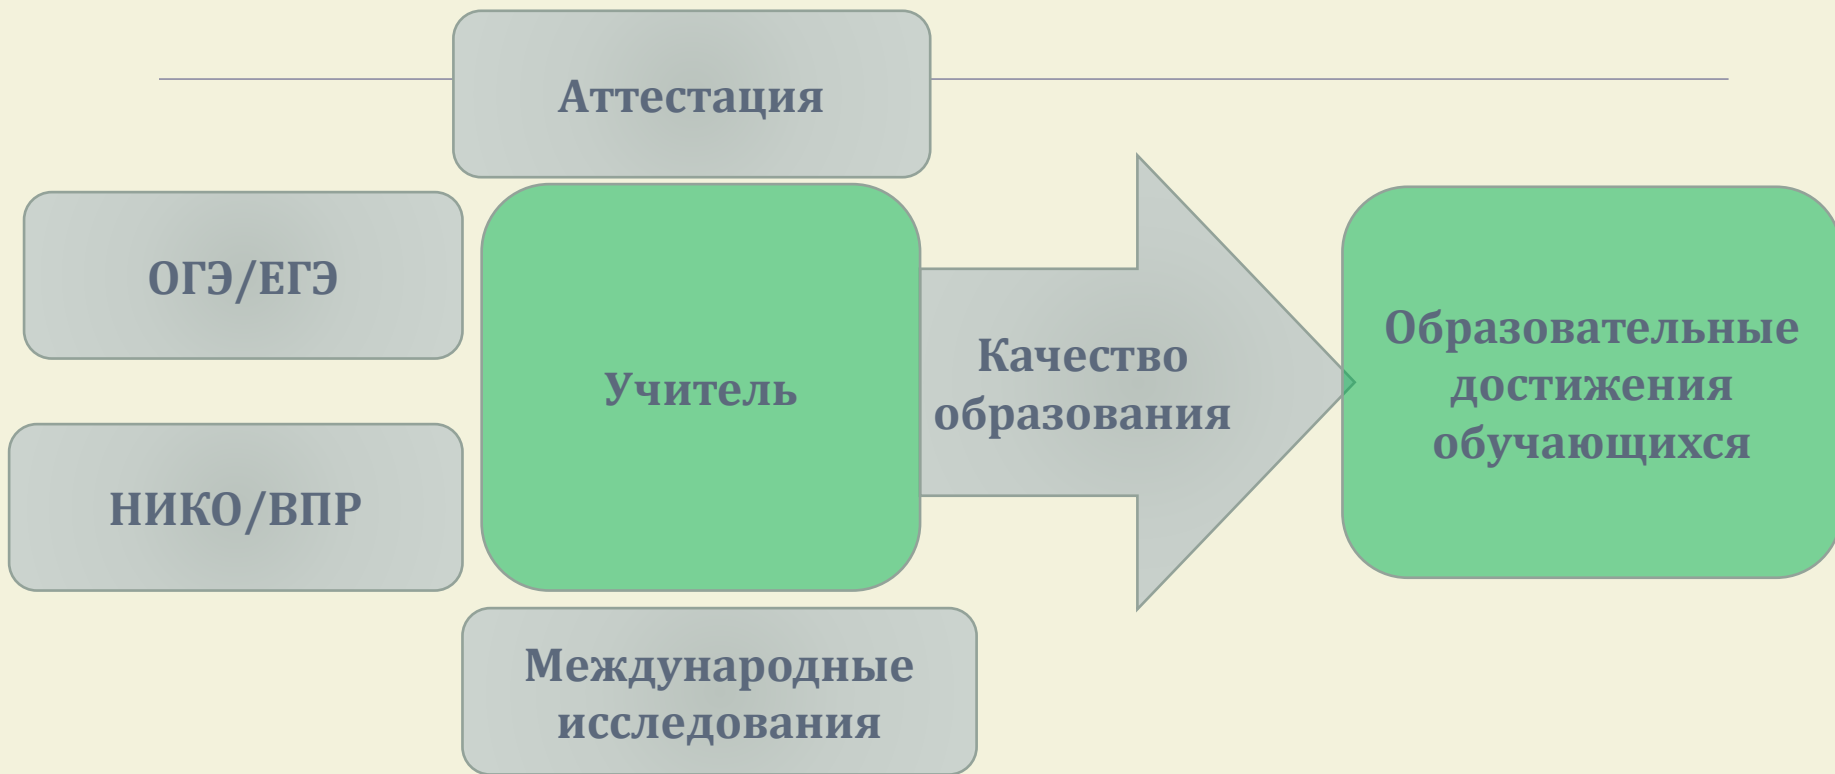 Аттестация
ОГЭ/ЕГЭ
НИКО/ВПР
Учитель
Международные
исследования
Качество
образования
Образовательные
достижения
обучающихся